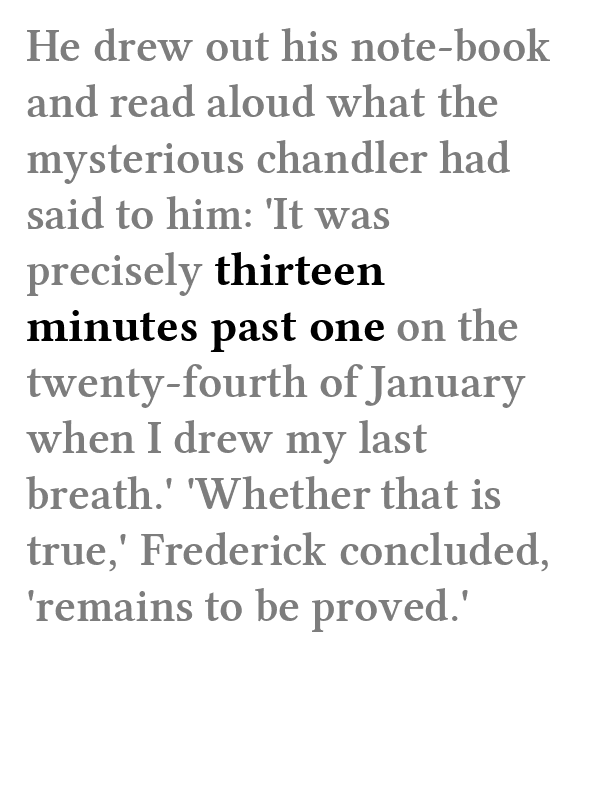 He drew out his note-book
and read aloud what the
mysterious chandler had
said to him: 'It was
precisely thirteen
minutes past one on the
twenty-fourth of January
when I drew my last
breath.' 'Whether that is
true,' Frederick concluded,
'remains to be proved.'